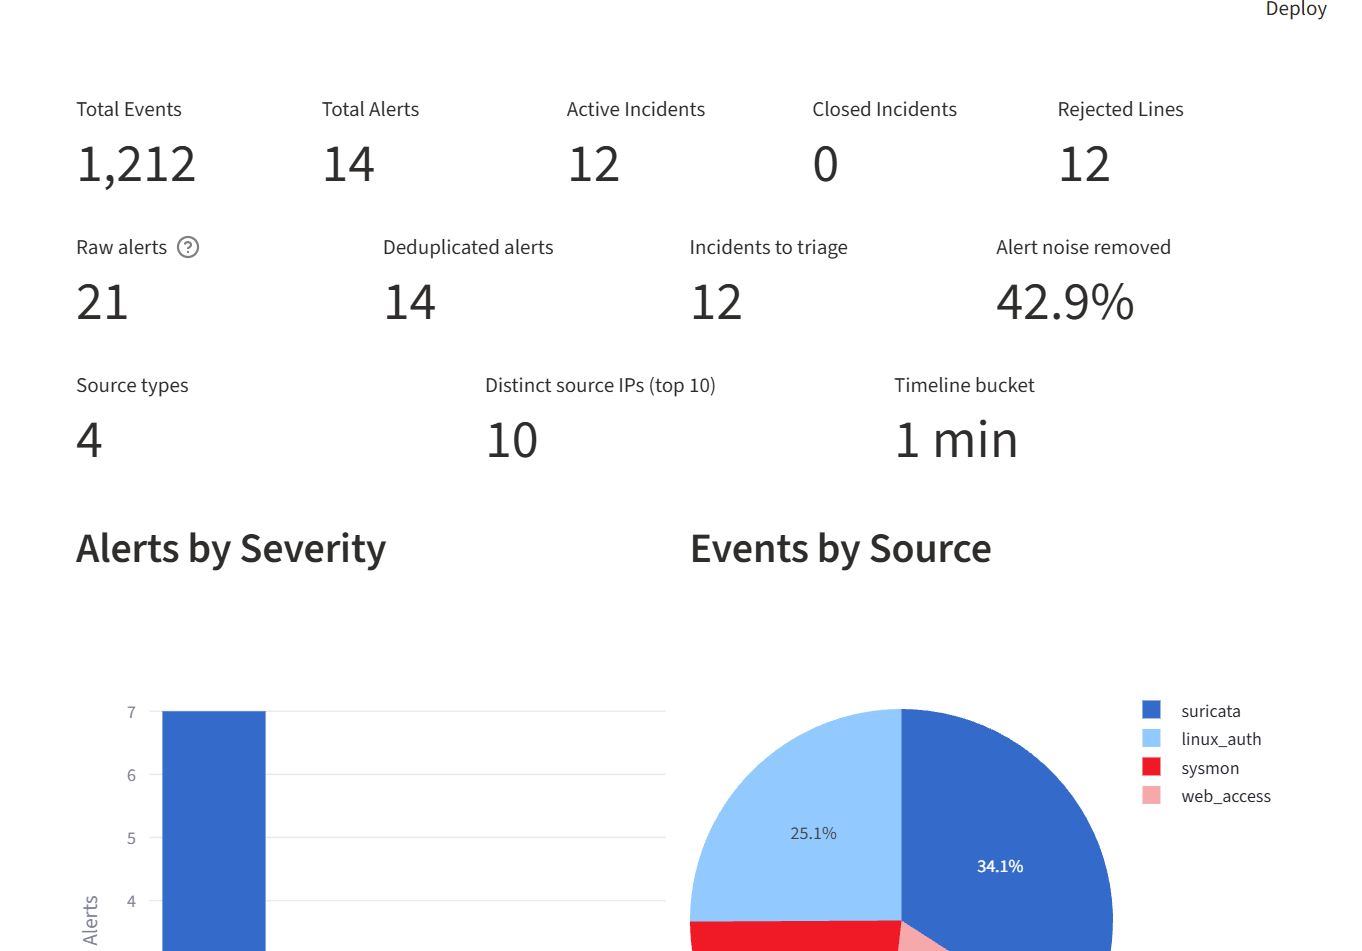 Deploy
Total Events
Total Alerts
Active Incidents
Closed Incidents
Rejected Lines
1,212
14
12
0
12
Raw alerts
Deduplicated alerts
Incidents to triage
Alert noise removed
21
14
12
42.9%
Source types
Distinct source IPs (top 10)
Timeline bucket
4
10
1 min
Alerts by Severity
Events by Source
7
6
5
4
Alerts
25.1%
34.1%
suricata
linux_auth
sysmon
web_access